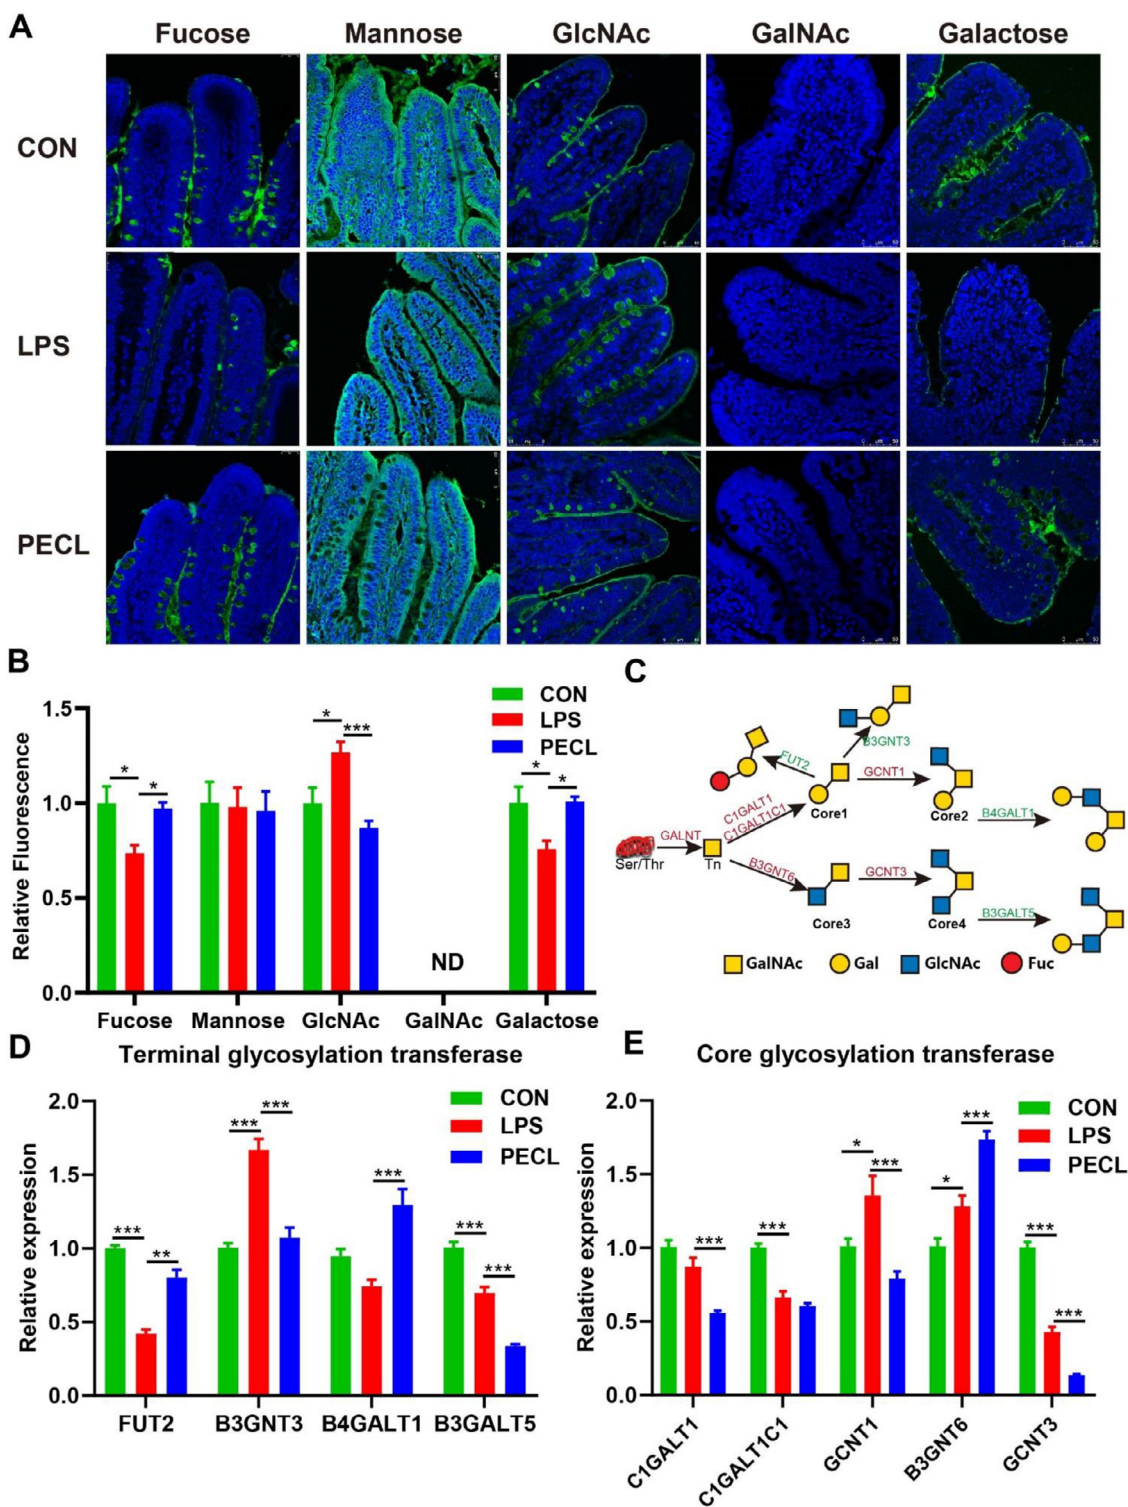 A
Fucose Mannose GlcNAc GalNAc Galactose
CON
LPS
PECL
B
Relative Fluorescence
1.5
1.0
0.5
0.0
CON
LPS
PECL
* * * *** * *
ND
Fucose Mannose GlcNAc GalNAc Galactose
C
Ser/Thr
GALNT
Tn
C1GALT1
C1GALT1C1
B3GNT6
FUT2
B3GNT3
Core1
GCNT1
Core2
B4GALT1
Core3
GCNT3
Core4
B3GALT5
GalNAc Gal GlcNAc Fuc
D
Terminal glycosylation transferase
Relative expression
2.0
1.5
1.0
0.5
0.0
CON
LPS
PECL
*** ** *** *** *** *** ***
FUT2 B3GNT3 B4GALT1 B3GALT5
E
Core glycosylation transferase
Relative expression
2.0
1.5
1.0
0.5
0.0
CON
LPS
PECL
*** *** * *** * *** *** ***
C1GALT1 C1GALT1C1 GCNT1 B3GNT6 GCNT3